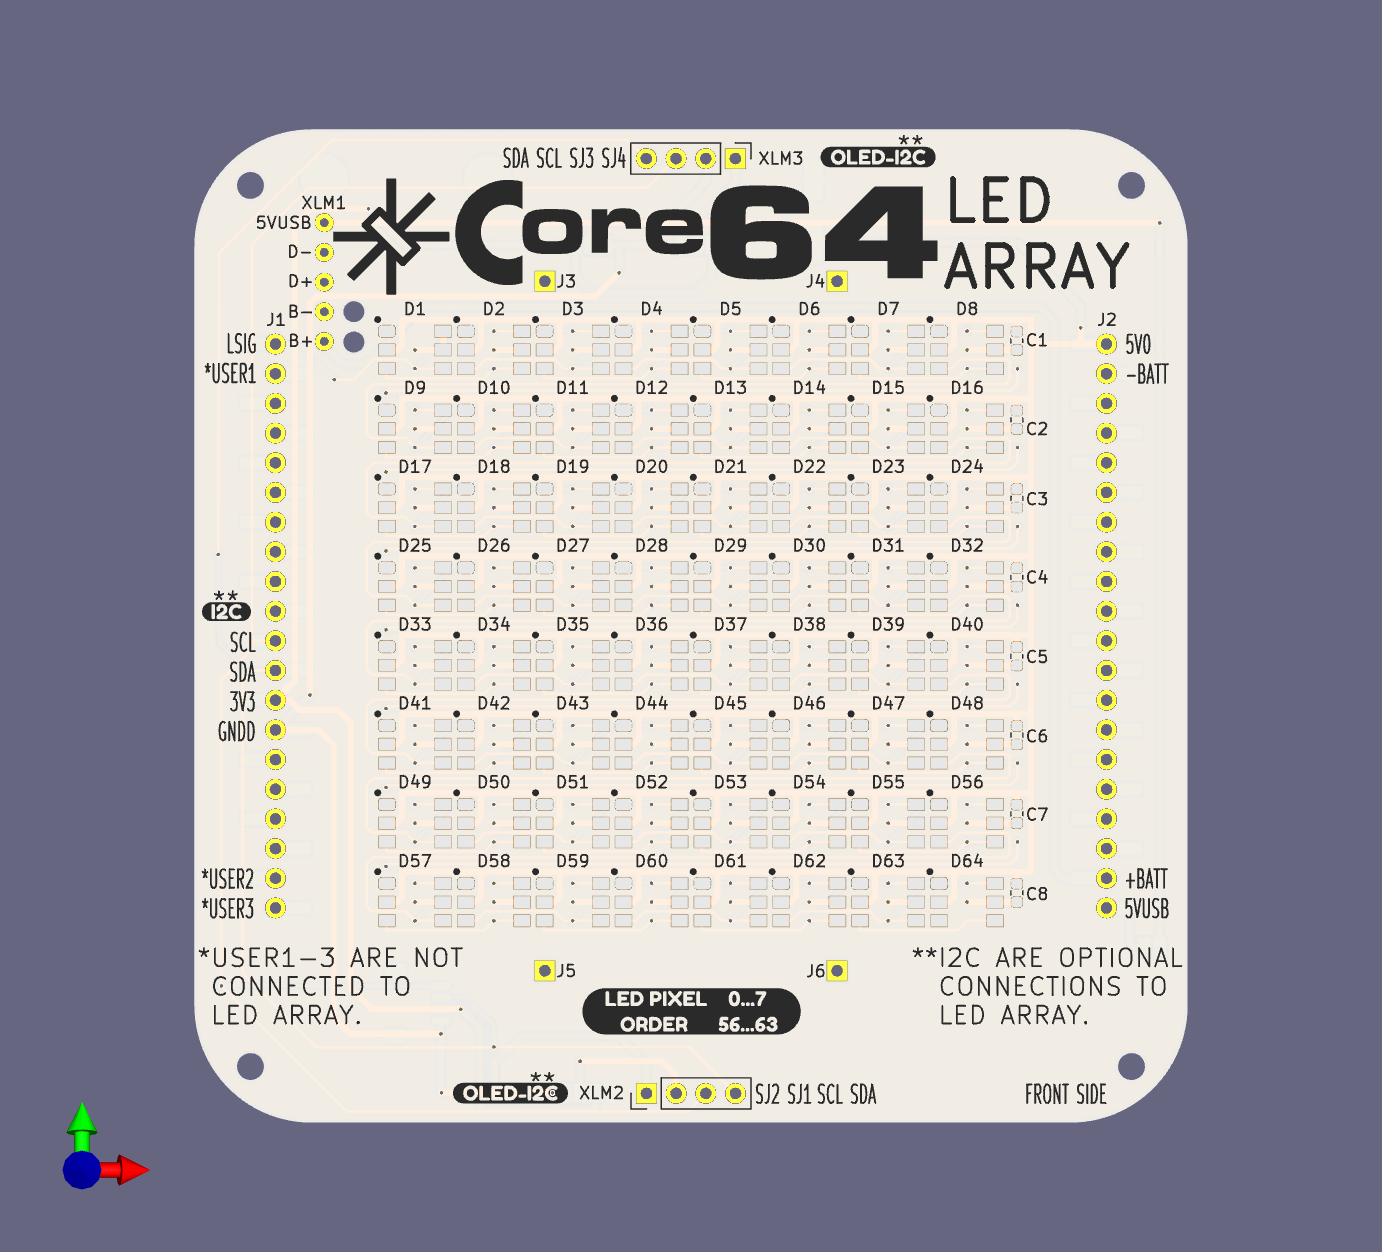 SDA SCL SJ3 SJ4 XLM3
**
OLED-I2C
XLM1
5VUSB
D-
D+
B-
B+
Core64
LED
ARRAY
J3
J4
J1
LSIG
*USER1
J2
5V0
-BATT
D1 D2 D3 D4 D5 D6 D7 D8
C1
D9 D10 D11 D12 D13 D14 D15 D16
C2
D17 D18 D19 D20 D21 D22 D23 D24
C3
D25 D26 D27 D28 D29 D30 D31 D32
C4
D33 D34 D35 D36 D37 D38 D39 D40
C5
D41 D42 D43 D44 D45 D46 D47 D48
C6
D49 D50 D51 D52 D53 D54 D55 D56
C7
D57 D58 D59 D60 D61 D62 D63 D64
C8
**
I2C
SCL
SDA
3V3
GNDD
*USER2
*USER3
+BATT
5VUSB
*USER1-3 ARE NOT
CONNECTED TO
LED ARRAY.
J5
J6
LED PIXEL 0...7
ORDER 56...63
**I2C ARE OPTIONAL
CONNECTIONS TO
LED ARRAY.
**
OLED-I2C
XLM2
SJ2 SJ1 SCL SDA
FRONT SIDE